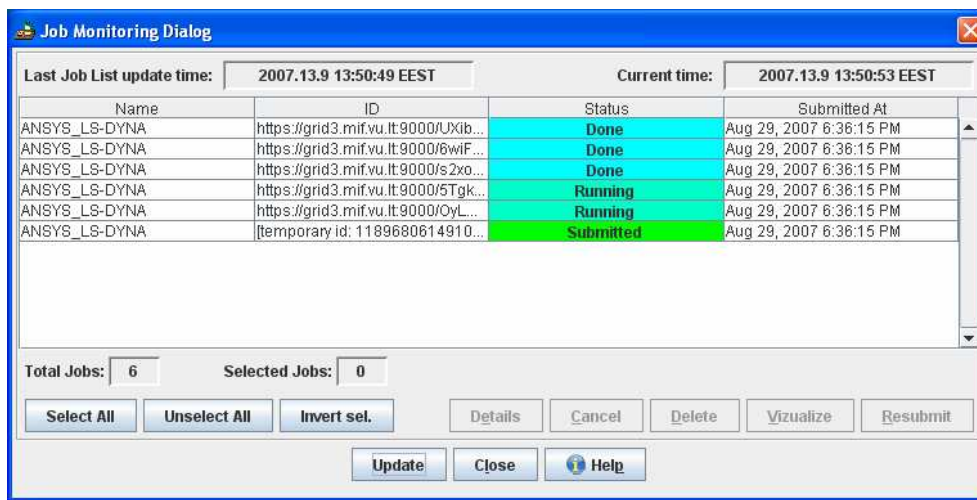 Job Monitoring Dialog
Last Job List update time: 2007.13.9 13:50:49 EEST Current time: 2007.13.9 13:50:53 EEST
Name ID Status Submitted At
ANSYS_LS-DYNA https://grid3.mif.vu.lt:9000/UXib... Done Aug 29, 2007 6:36:15 PM
ANSYS_LS-DYNA https://grid3.mif.vu.lt:9000/6wiF... Done Aug 29, 2007 6:36:15 PM
ANSYS_LS-DYNA https://grid3.mif.vu.lt:9000/s2xo... Done Aug 29, 2007 6:36:15 PM
ANSYS_LS-DYNA https://grid3.mif.vu.lt:9000/5Tgk... Running Aug 29, 2007 6:36:15 PM
ANSYS_LS-DYNA https://grid3.mif.vu.lt:9000/OyL... Running Aug 29, 2007 6:36:15 PM
ANSYS_LS-DYNA [temporary id: 1189680614910... Submitted Aug 29, 2007 6:36:15 PM
Total Jobs: 6 Selected Jobs: 0
Select All Unselect All Invert sel. Details Cancel Delete Vizualize Resubmit
Update Close Help